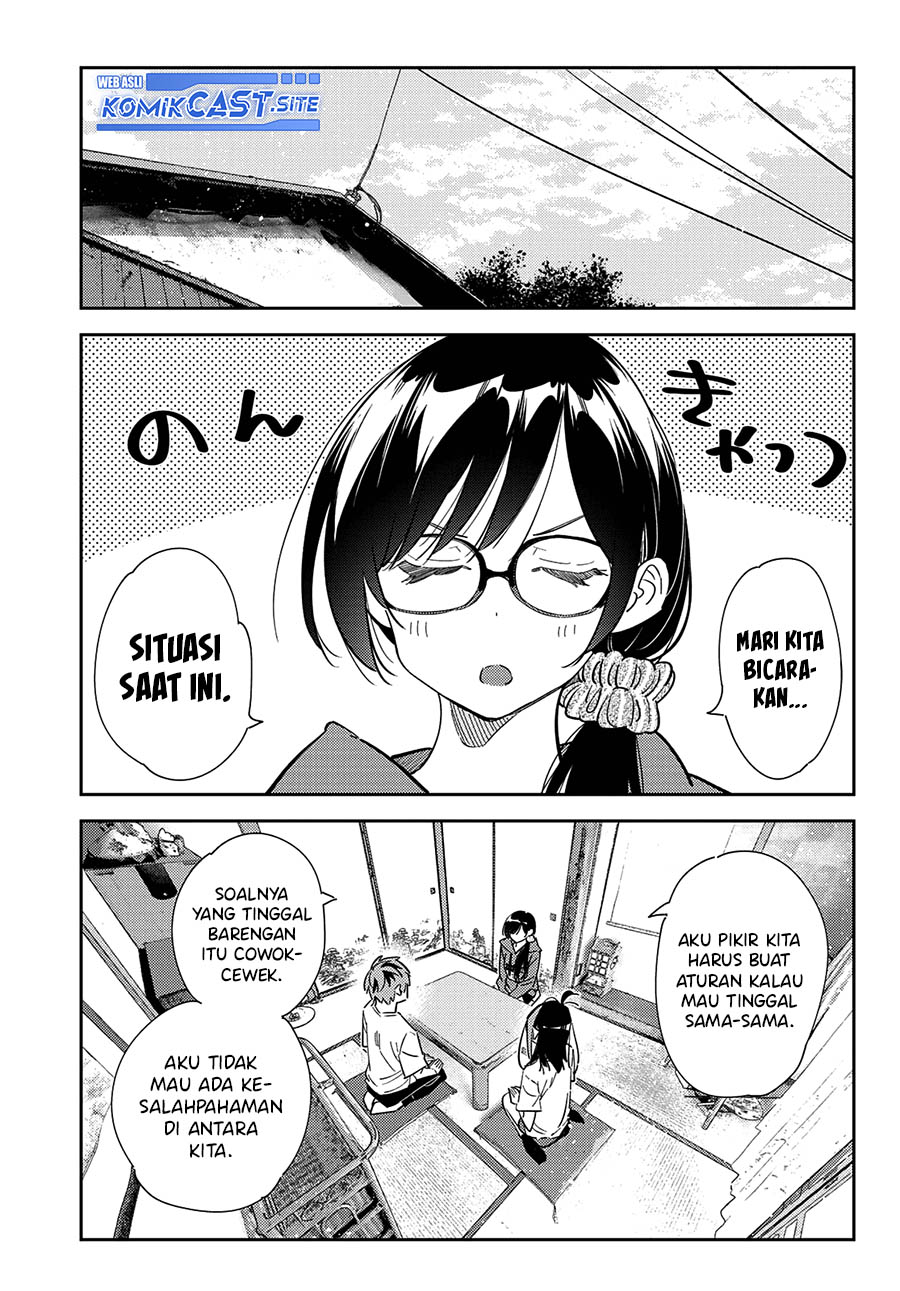 WEB ASLI
KOMIKCAST.SITE
きゃっっ
のん
MARI KITA
BICARA-
KAN...
SITUASI
SAAT INI.
AKU PIKIR KITA
HARUS BUAT
ATURAN KALAU
MAU TINGGAL
SAMA-SAMA.
SOALNYA
YANG TINGGAL
BARENGAN
ITU COWOK-
CEWEK.
AKU TIDAK
MAU ADA KE-
SALAHPAHAMAN
DI ANTARA
KITA.